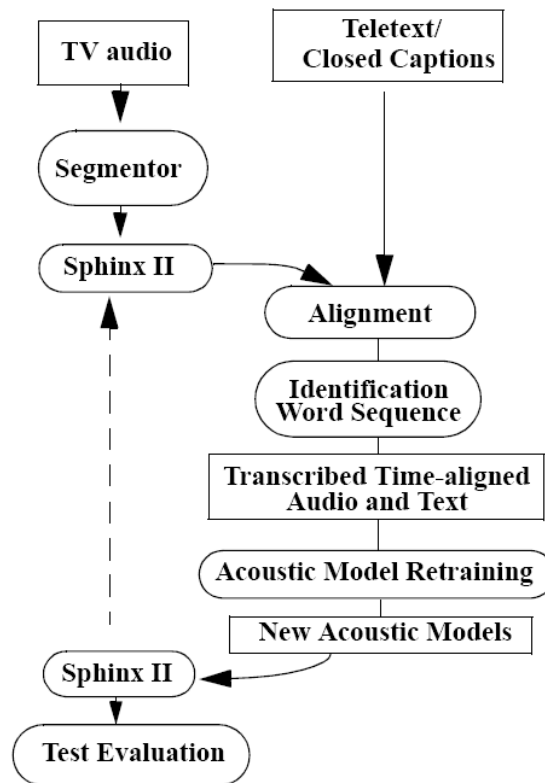 TV audio
Teletext/
Closed Captions
Segmentor
Sphinx II
Alignment
Identification
Word Sequence
Transcribed Time-aligned
Audio and Text
Acoustic Model Retraining
New Acoustic Models
Sphinx II
Test Evaluation